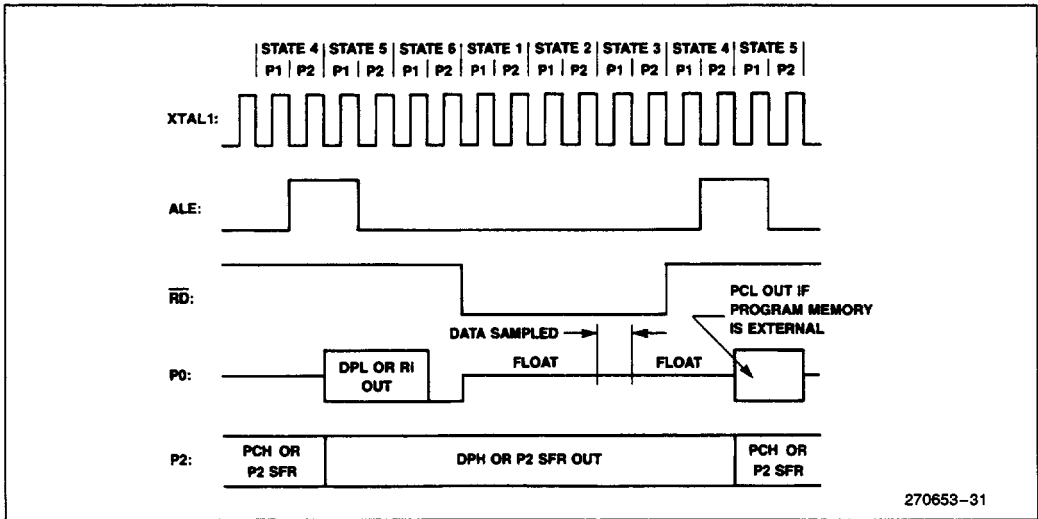 | STATE 4 | STATE 5 | STATE 6 | STATE 1 | STATE 2 | STATE 3 | STATE 4 | STATE 5 |
| P1 | P2 | P1 | P2 | P1 | P2 | P1 | P2 | P1 | P2 | P1 | P2 | P1 | P2 | P1 | P2 |
XTAL1:
ALE:
RD:
PCL OUT IF
PROGRAM MEMORY
IS EXTERNAL
DATA SAMPLED
P0:
DPL OR RI
OUT
FLOAT
FLOAT
P2:
PCH OR
P2 SFR
DPH OR P2 SFR OUT
PCH OR
P2 SFR
270653–31